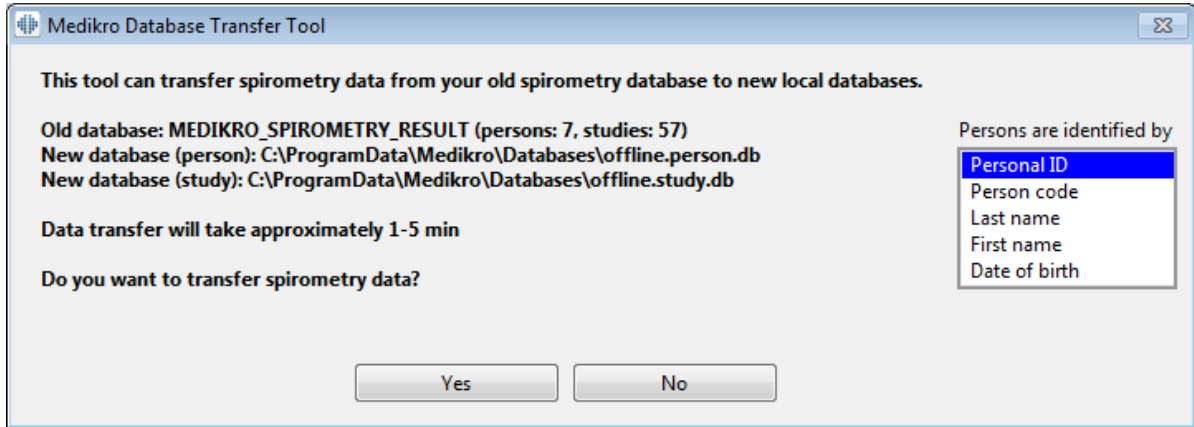 Medikro Database Transfer Tool
This tool can transfer spirometry data from your old spirometry database to new local databases.
Old database: MEDIKRO_SPIROMETRY_RESULT (persons: 7, studies: 57)
New database (person): C:\ProgramData\Medikro\Databases\offline.person.db
New database (study): C:\ProgramData\Medikro\Databases\offline.study.db
Data transfer will take approximately 1-5 min
Do you want to transfer spirometry data?
Persons are identified by
Personal ID
Person code
Last name
First name
Date of birth
Yes
No